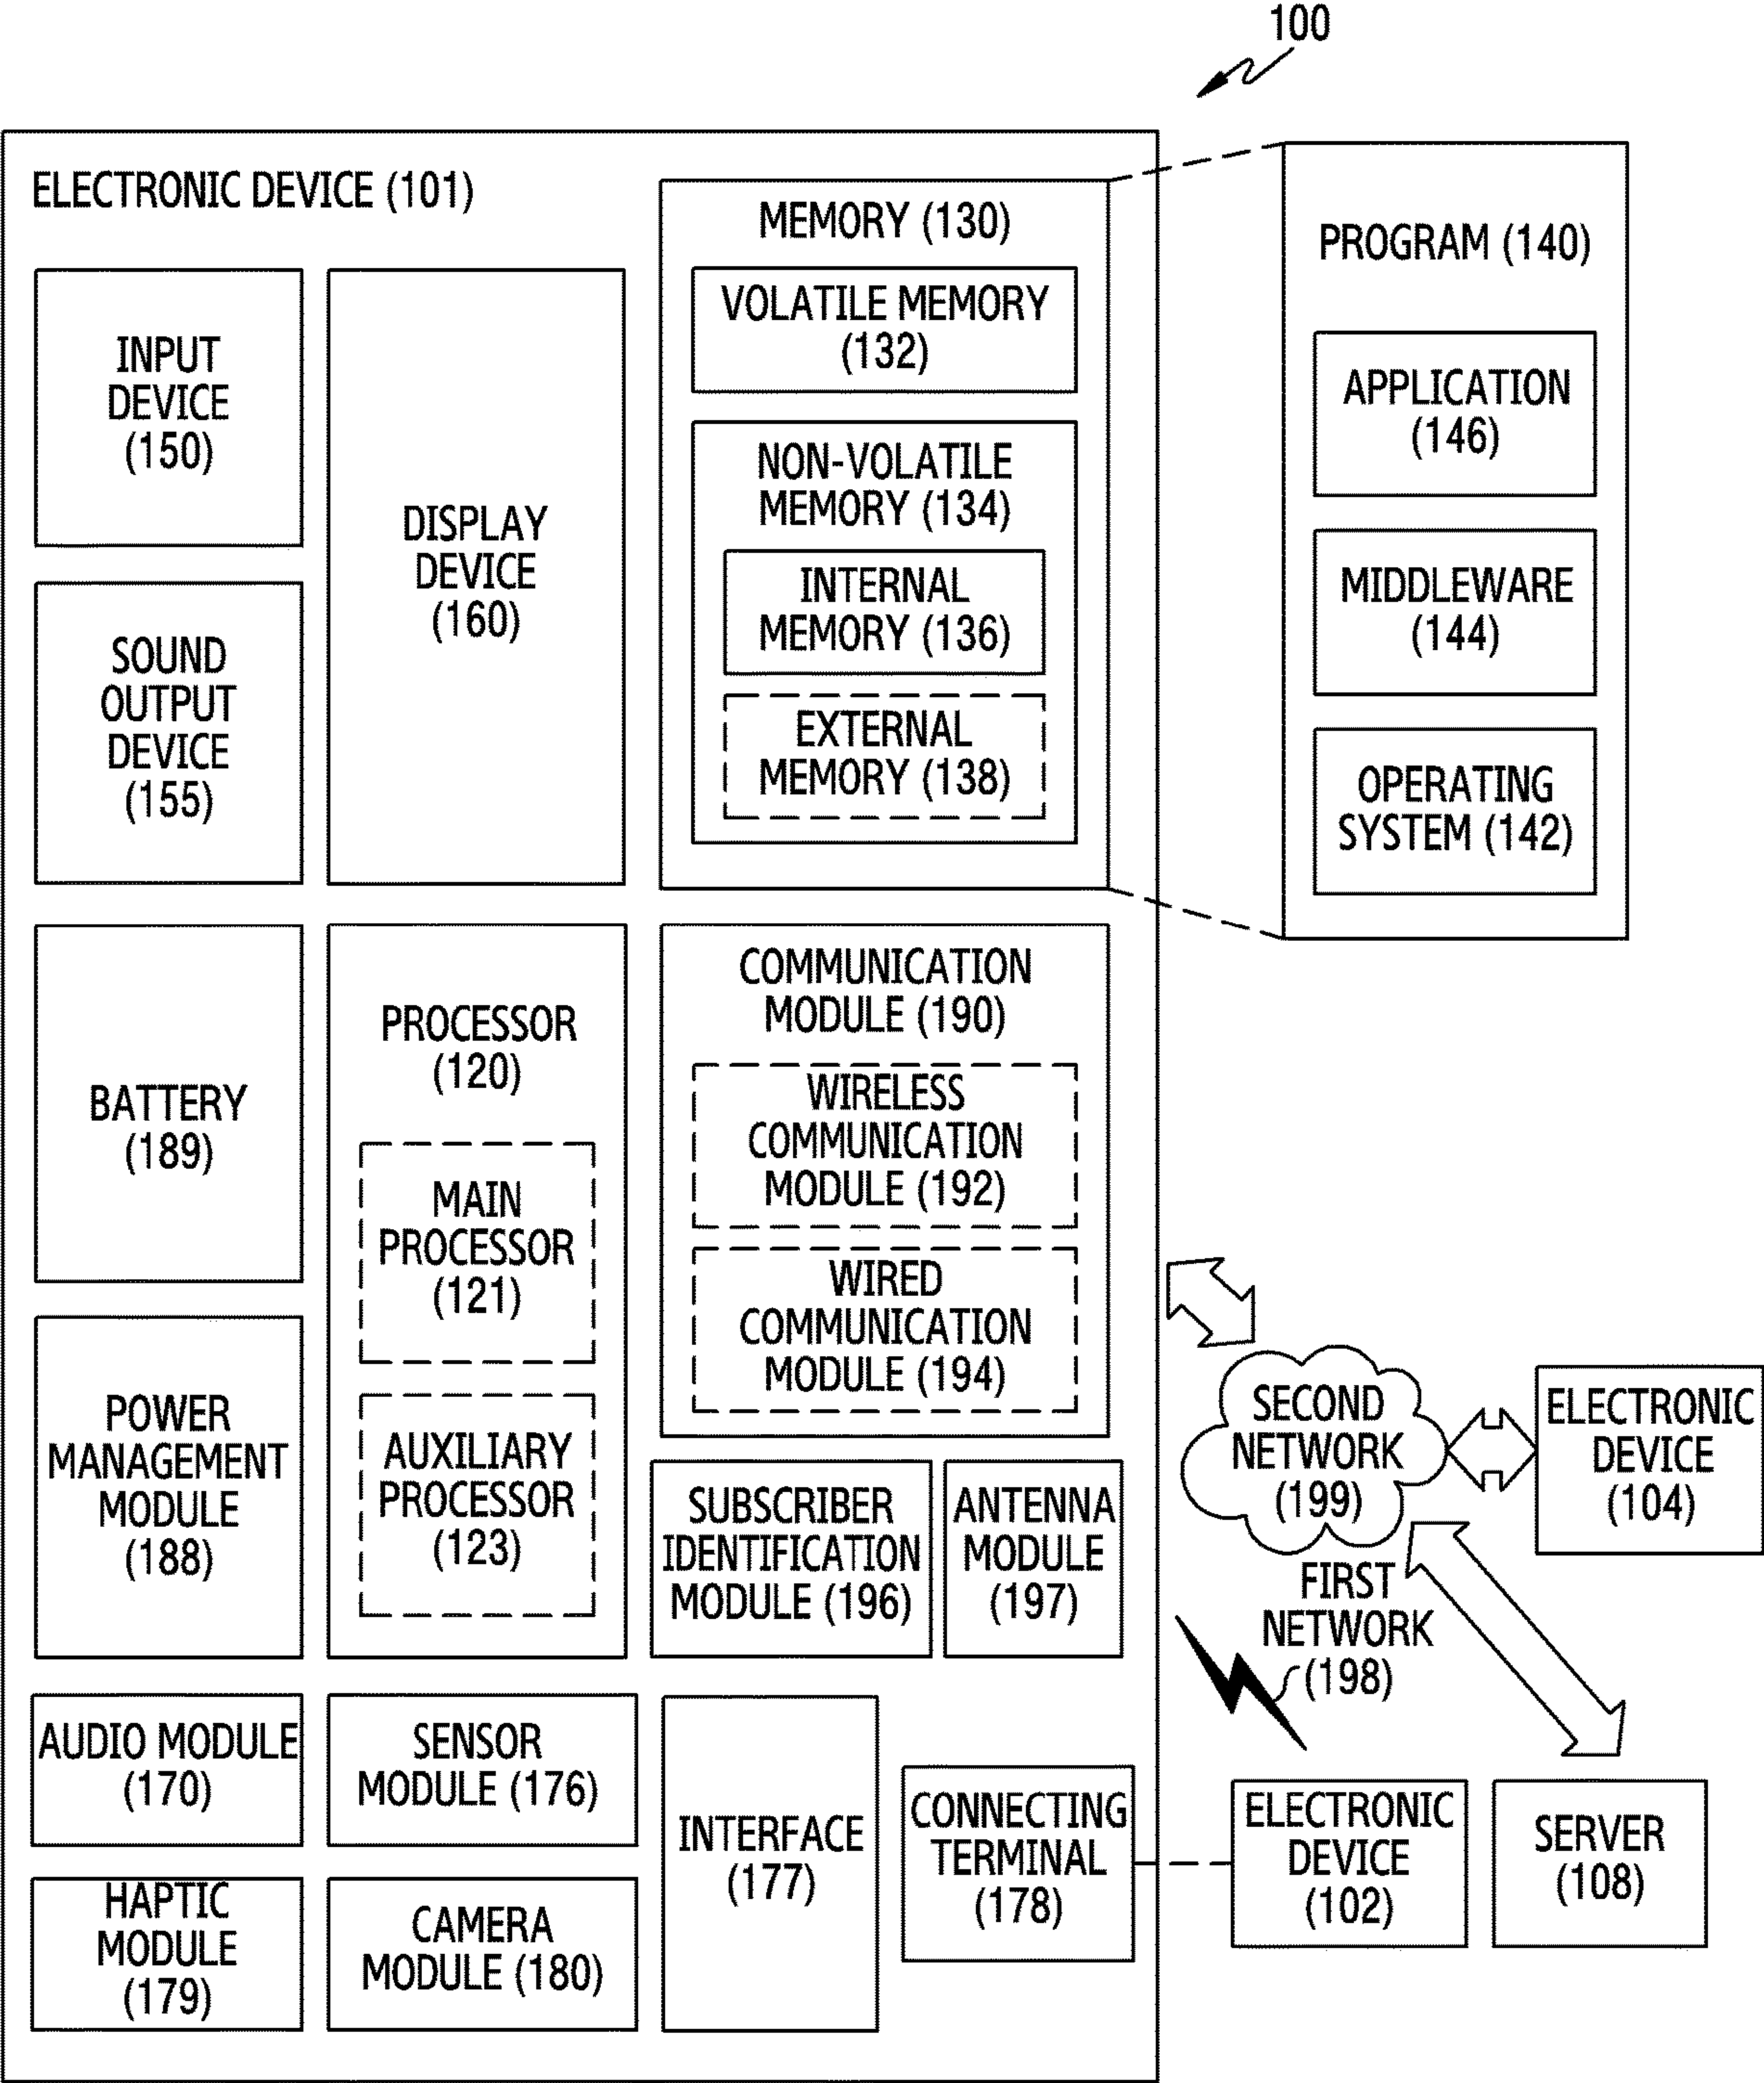 100
ELECTRONIC DEVICE (101)
INPUT
DEVICE
(150)
DISPLAY
DEVICE
(160)
SOUND
OUTPUT
DEVICE
(155)
MEMORY (130)
VOLATILE MEMORY
(132)
NON-VOLATILE
MEMORY (134)
INTERNAL
MEMORY (136)
EXTERNAL
MEMORY (138)
PROGRAM (140)
APPLICATION
(146)
MIDDLEWARE
(144)
OPERATING
SYSTEM (142)
BATTERY
(189)
POWER
MANAGEMENT
MODULE
(188)
PROCESSOR
(120)
MAIN
PROCESSOR
(121)
AUXILIARY
PROCESSOR
(123)
COMMUNICATION
MODULE (190)
WIRELESS
COMMUNICATION
MODULE (192)
WIRED
COMMUNICATION
MODULE (194)
SUBSCRIBER
IDENTIFICATION
MODULE (196)
ANTENNA
MODULE
(197)
SECOND
NETWORK
(199)
ELECTRONIC
DEVICE
(104)
FIRST
NETWORK
(198)
AUDIO MODULE
(170)
SENSOR
MODULE (176)
HAPTIC
MODULE
(179)
CAMERA
MODULE (180)
INTERFACE
(177)
CONNECTING
TERMINAL
(178)
ELECTRONIC
DEVICE
(102)
SERVER
(108)